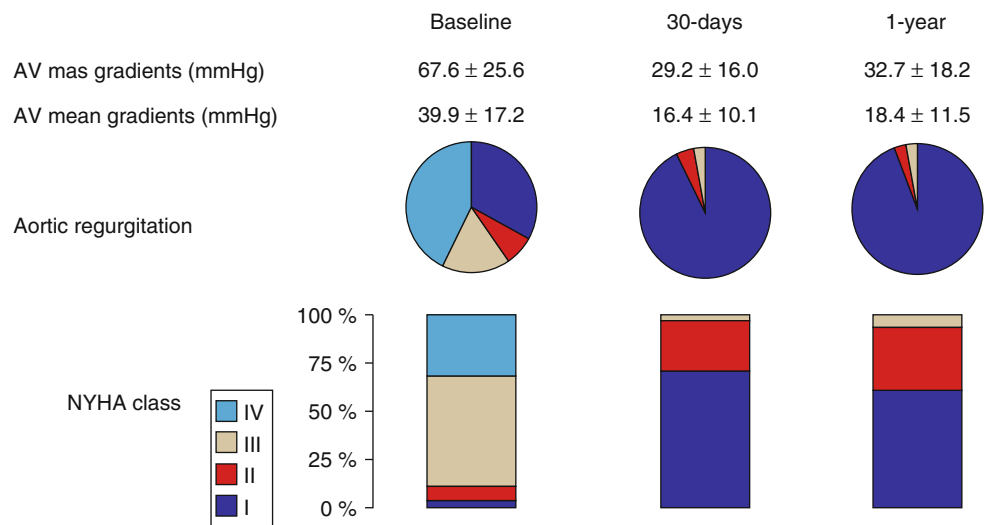 Baseline 30-days 1-year
AV mas gradients (mmHg) 67.6 ± 25.6 29.2 ± 16.0 32.7 ± 18.2
AV mean gradients (mmHg) 39.9 ± 17.2 16.4 ± 10.1 18.4 ± 11.5
Aortic regurgitation
100 %
75 %
50 %
25 %
0 %
NYHA class
IV
III
II
I